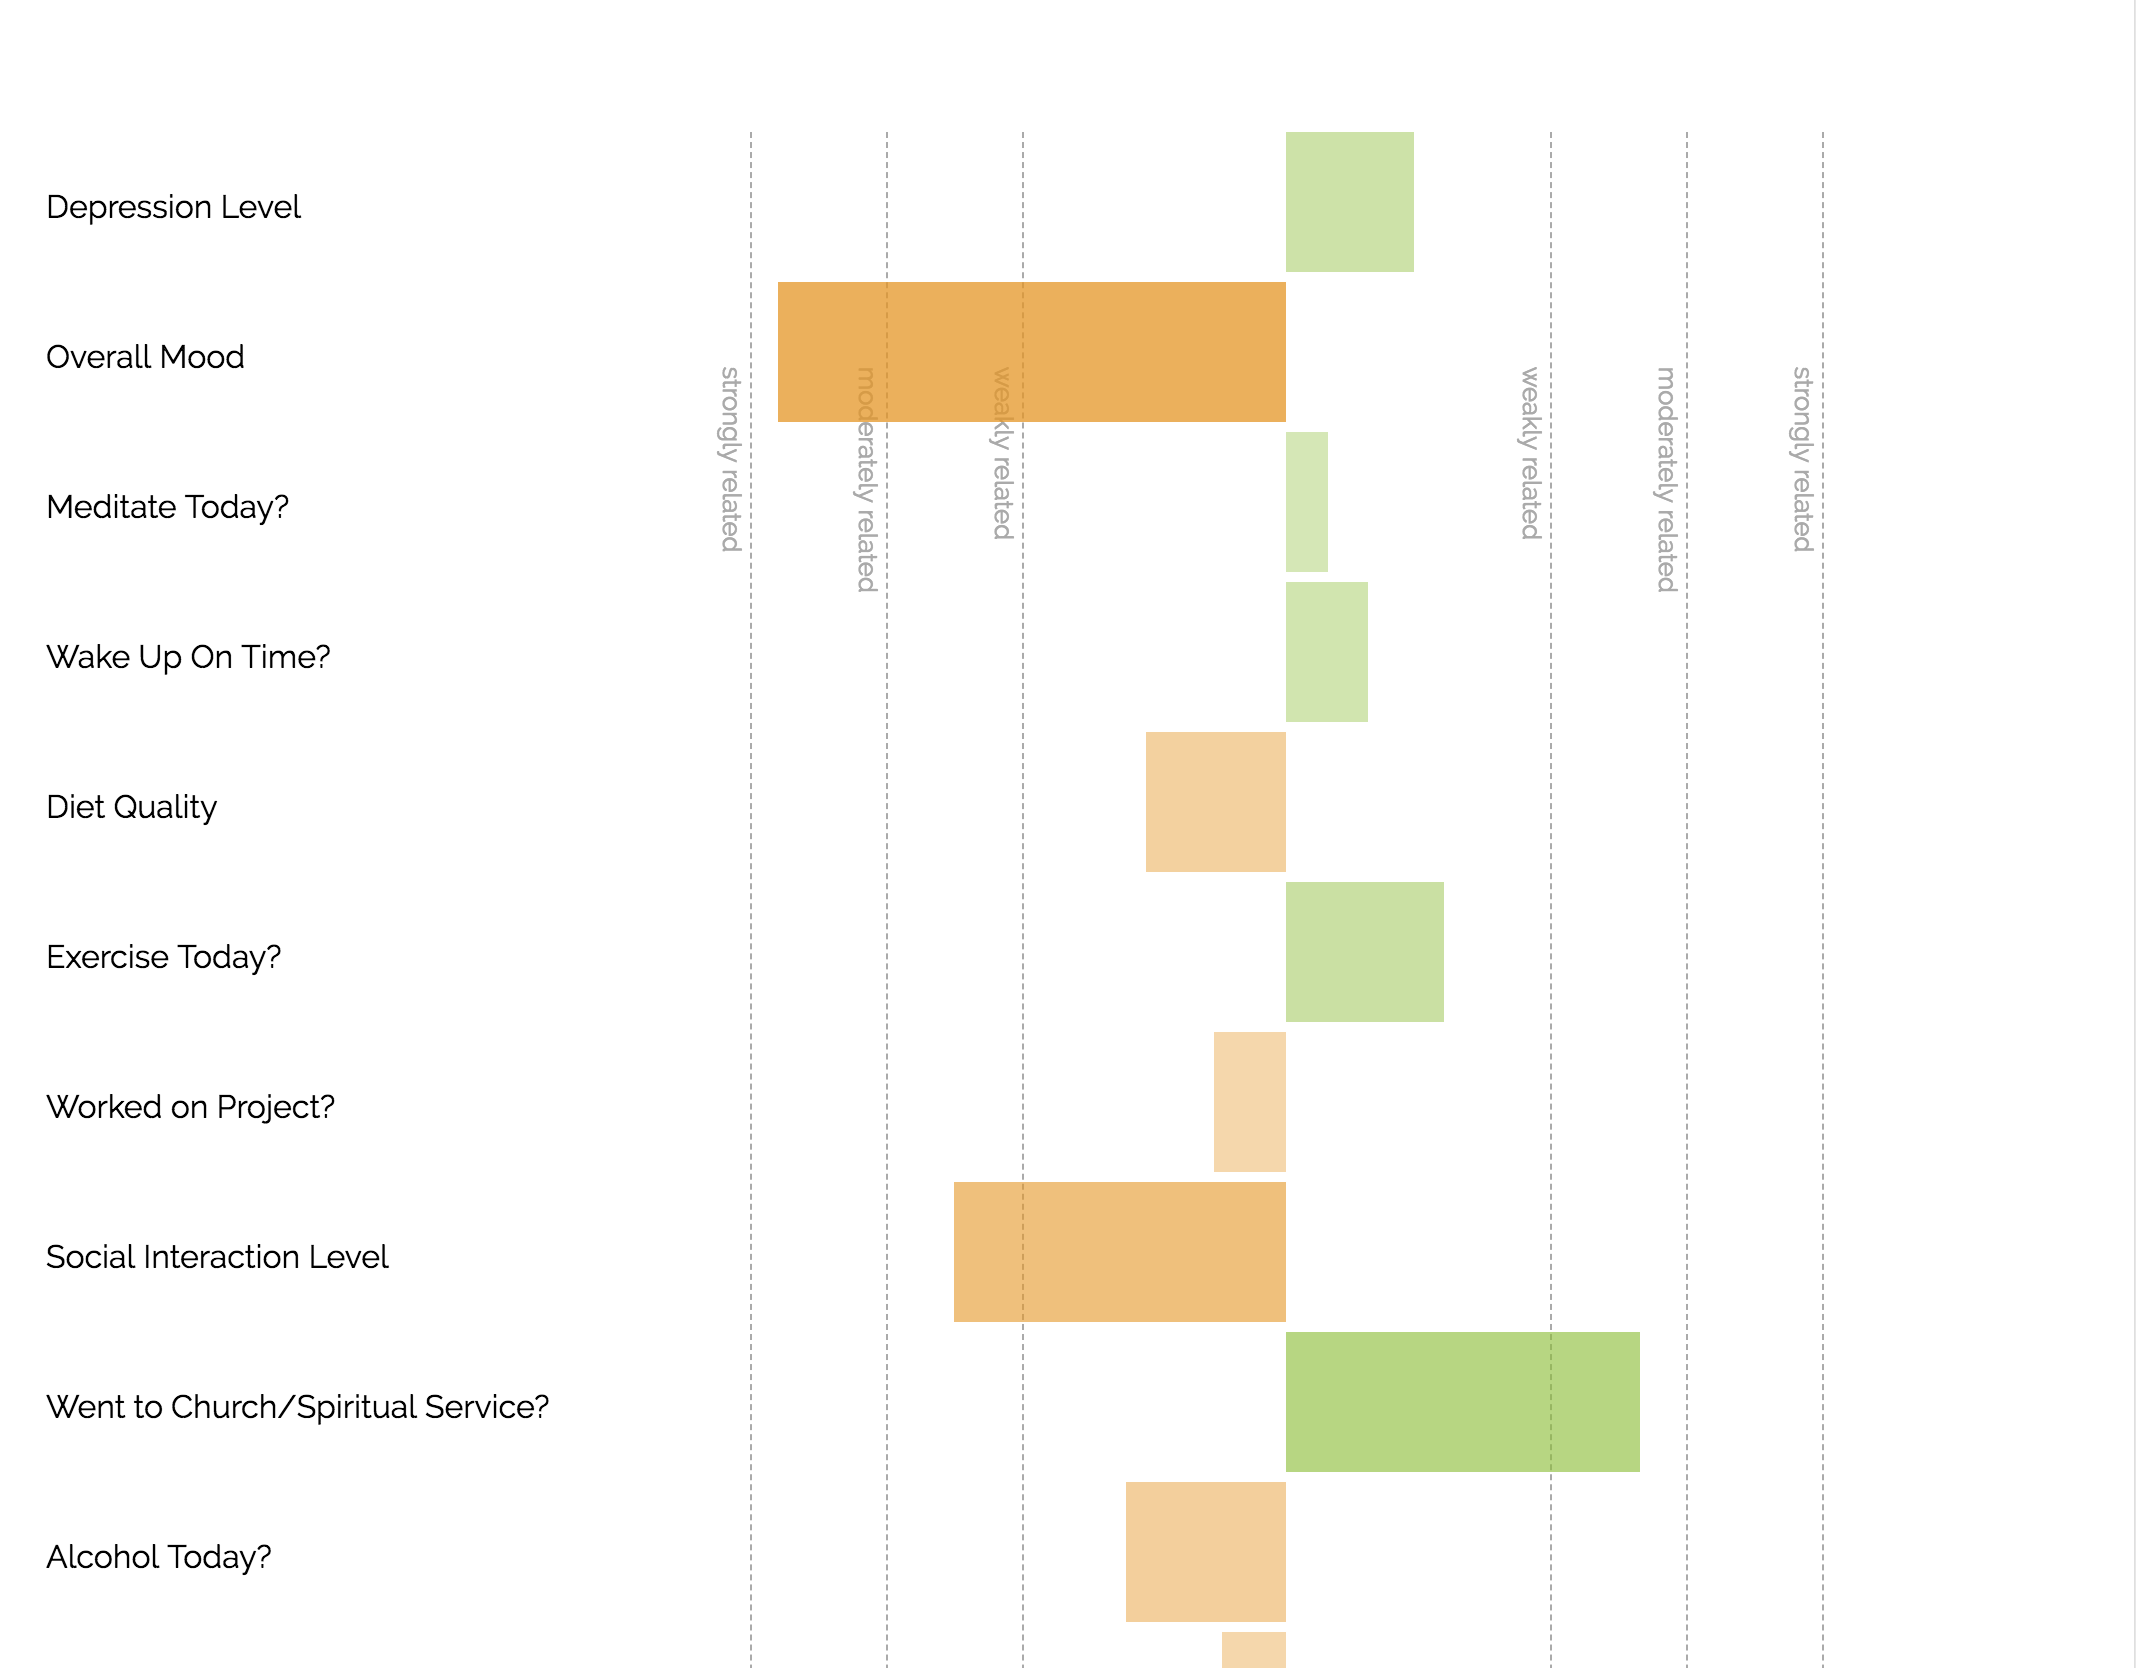 Depression Level
Overall Mood
strongly related
moderately related
weakly related
weakly related
moderately related
strongly related
Meditate Today?
Wake Up On Time?
Diet Quality
Exercise Today?
Worked on Project?
Social Interaction Level
Went to Church/Spiritual Service?
Alcohol Today?